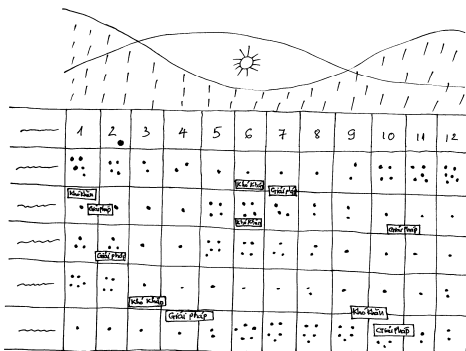 1 2 3 4 5 6 7 8 9 10 11 12
Khó Khăn Giải pháp
Khó khăn
Giải pháp
Khó khăn Giải pháp
Giải pháp
Khó Khăn Khó khăn
Giải pháp Giải pháp